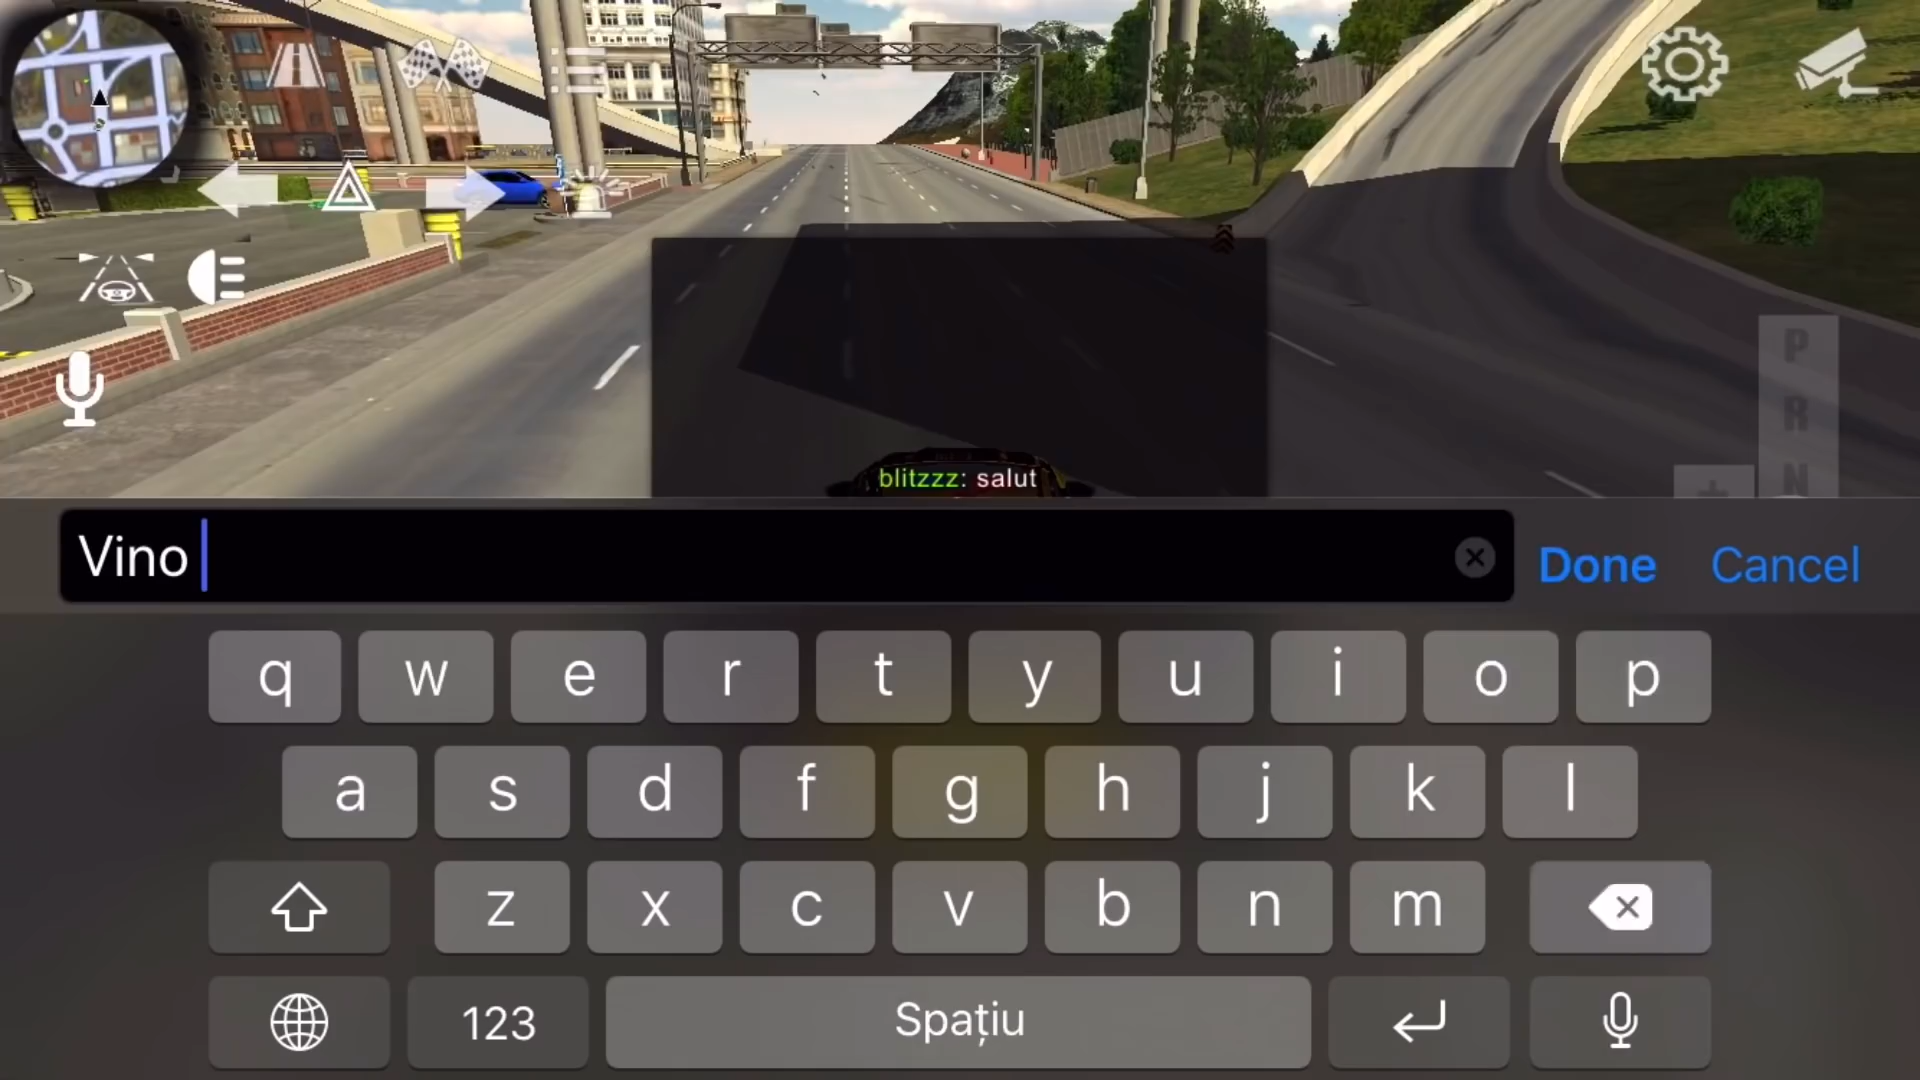 P
R
N
+
blitzzz: salut
Vino
Done
Cancel
q w e r t y u i o p
a s d f g h j k l
z x c v b n m
123
Spațiu